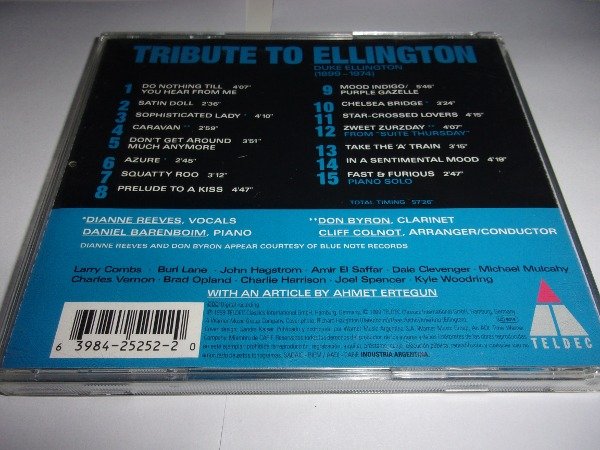 TRIBUTE TO ELLINGTON
DUKE ELLINGTON
(1899-1974)
1 DO NOTHING TILL
YOU HEAR FROM ME 4'07"
2 SATIN DOLL 2'36"
3 SOPHISTICATED LADY * 4'10"
4 CARAVAN ** 2'59"
5 DON'T GET AROUND 3'51"
MUCH ANYMORE
6 AZURE * 2'45"
7 SQUATTY ROO 3'12"
8 PRELUDE TO A KISS 4'47"
9 MOOD INDIGO/ 5'46"
PURPLE GAZELLE
10 CHELSEA BRIDGE * 3'24"
11 STAR-CROSSED LOVERS 4'15"
12 ZWEET ZURZDAY ** 4'07"
FROM "SUITE THURSDAY"
13 TAKE THE 'A' TRAIN 4'15"
14 IN A SENTIMENTAL MOOD 4'19"
15 FAST & FURIOUS 2'47"
PIANO SOLO
TOTAL TIMING 57'26"
*DIANNE REEVES, VOCALS
DANIEL BARENBOIM, PIANO
**DON BYRON, CLARINET
CLIFF COLNOT, ARRANGER/CONDUCTOR
DIANNE REEVES AND DON BYRON APPEAR COURTESY OF BLUE NOTE RECORDS
Larry Combs · Burl Lane · John Hagstrom · Amir El Saffar · Dale Clevenger · Michael Mulcahy
Charles Vernon · Brad Opland · Charlie Harrison · Joel Spencer · Kyle Woodring
WITH AN ARTICLE BY AHMET ERTEGUN
6 39842-5252-2 0
INDUSTRIA ARGENTINA
TELDEC